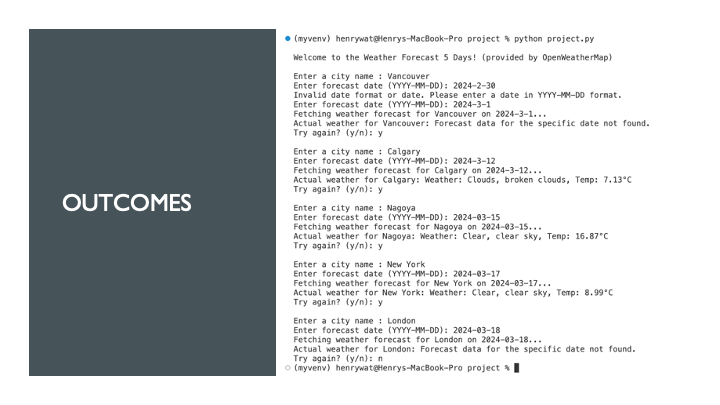 OUTCOMES
(myvenv) henrywat@Henrys-MacBook-Pro project % python project.py
Welcome to the Weather Forecast 5 Days! (provided by OpenWeatherMap)
Enter a city name : Vancouver
Enter forecast date (YYYY-MM-DD): 2024-2-30
Invalid date format or date. Please enter a date in YYYY-MM-DD format.
Enter forecast date (YYYY-MM-DD): 2024-3-1
Fetching weather forecast for Vancouver on 2024-3-1...
Actual weather for Vancouver: Forecast data for the specific date not found.
Try again? (y/n): y
Enter a city name : Calgary
Enter forecast date (YYYY-MM-DD): 2024-3-12
Fetching weather forecast for Calgary on 2024-3-12...
Actual weather for Calgary: Weather: Clouds, broken clouds, Temp: 7.13°C
Try again? (y/n): y
Enter a city name : Nagoya
Enter forecast date (YYYY-MM-DD): 2024-03-15
Fetching weather forecast for Nagoya on 2024-03-15...
Actual weather for Nagoya: Weather: Clear, clear sky, Temp: 16.87°C
Try again? (y/n): y
Enter a city name : New York
Enter forecast date (YYYY-MM-DD): 2024-03-17
Fetching weather forecast for New York on 2024-03-17...
Actual weather for New York: Weather: Clear, clear sky, Temp: 8.99°C
Try again? (y/n): y
Enter a city name : London
Enter forecast date (YYYY-MM-DD): 2024-03-18
Fetching weather forecast for London on 2024-03-18...
Actual weather for London: Forecast data for the specific date not found.
Try again? (y/n): n
(myvenv) henrywat@Henrys-MacBook-Pro project %